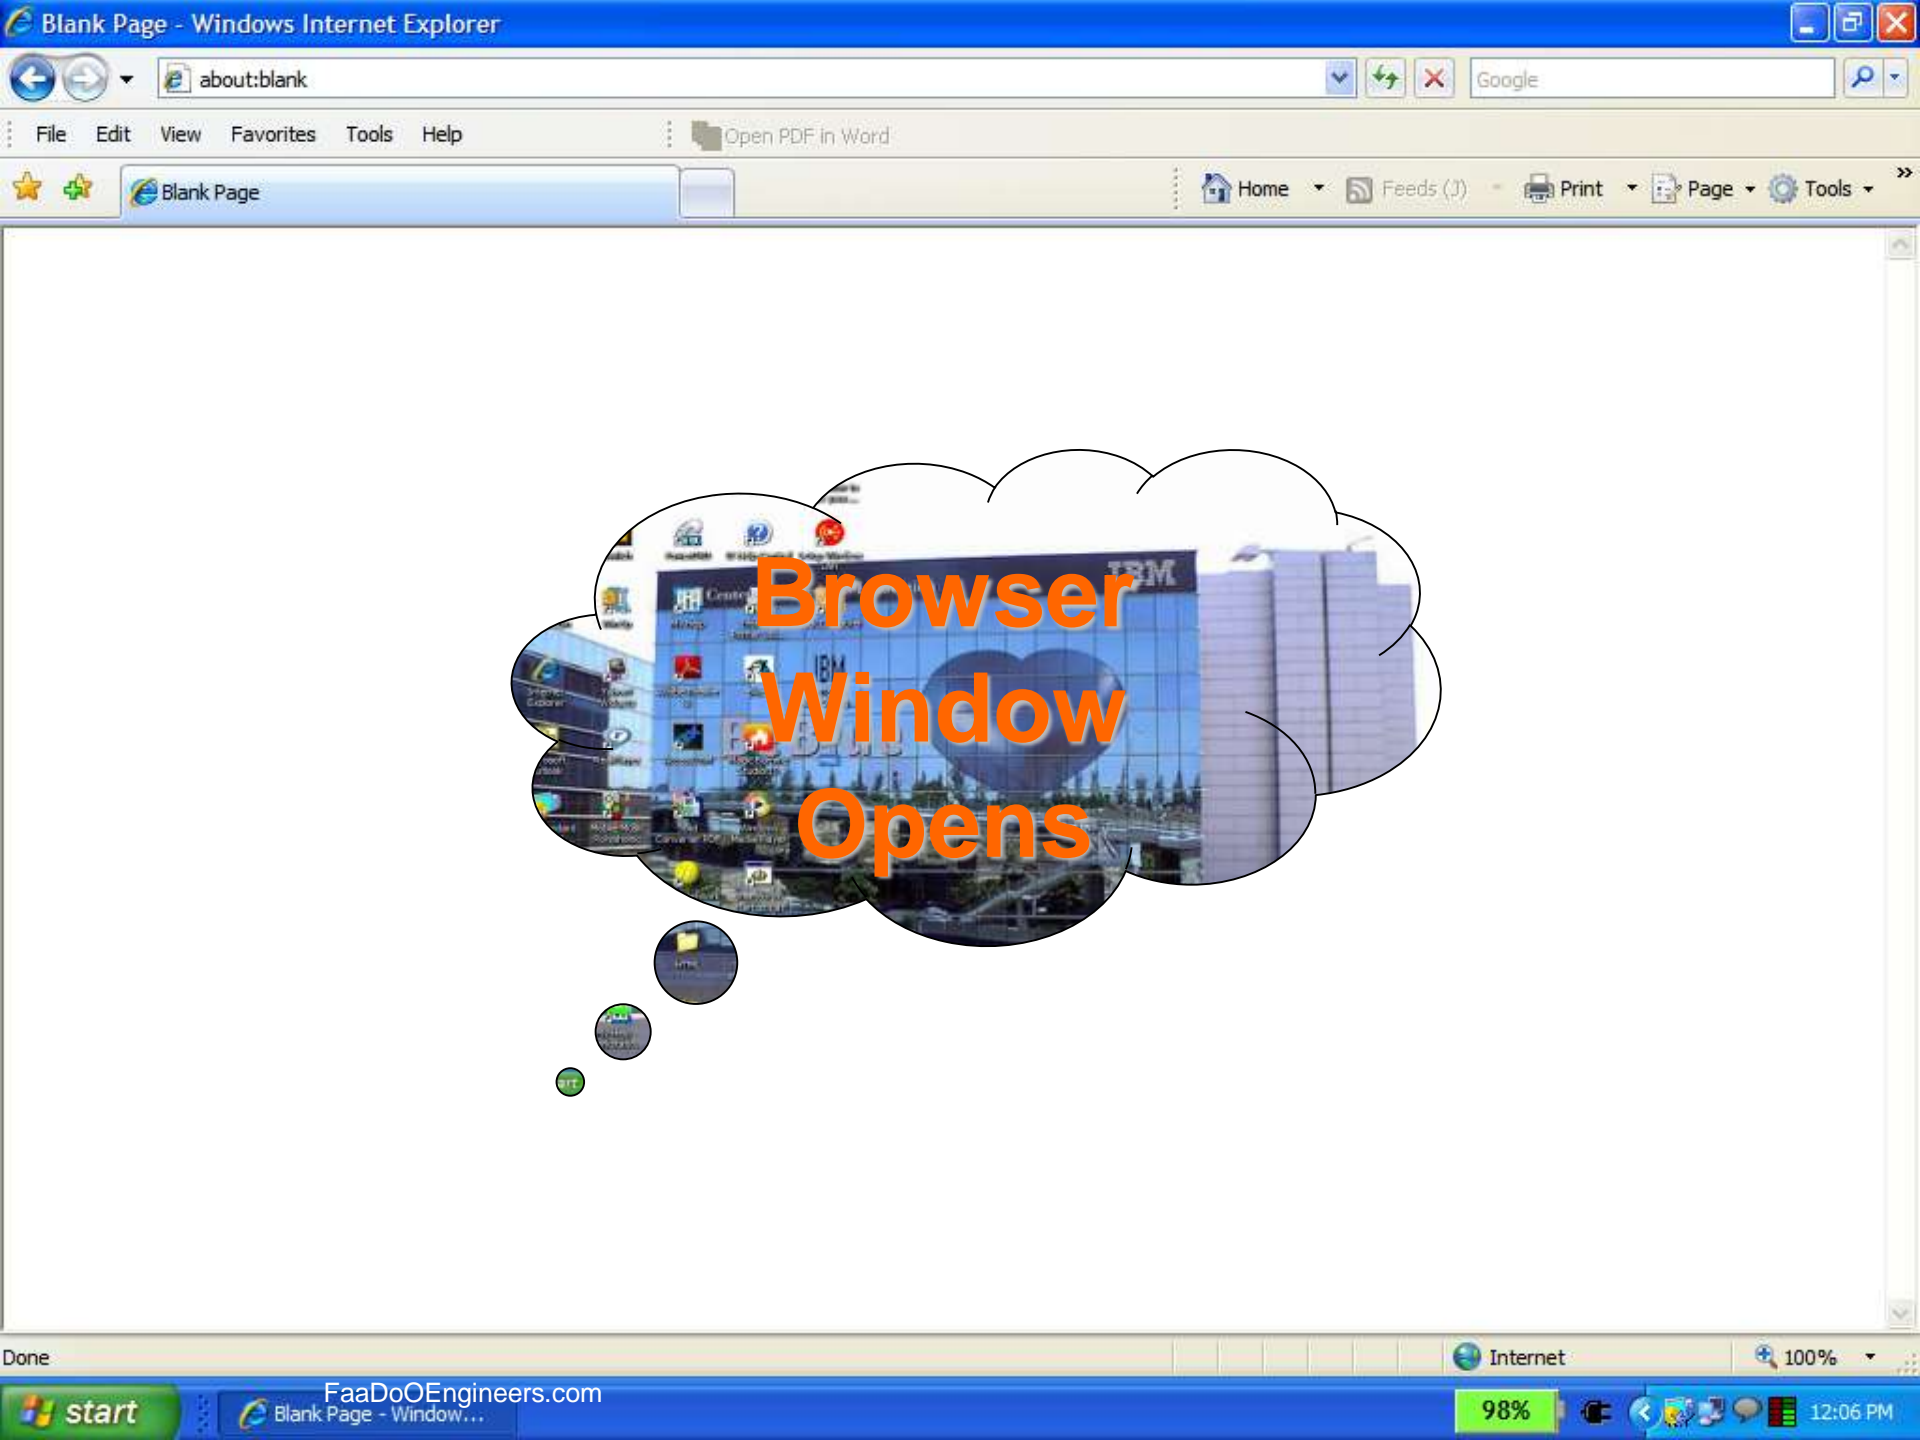 Blank Page - Windows Internet Explorer
about:blank
Google
File Edit View Favorites Tools Help
Open PDF in Word
Blank Page
Home Feeds (J) Print Page Tools
IBM
Browser
Window
Opens
IBM
Done
Internet
100%
start
Blank Page - Window...
FaaDoOEngineers.com
98%
12:06 PM